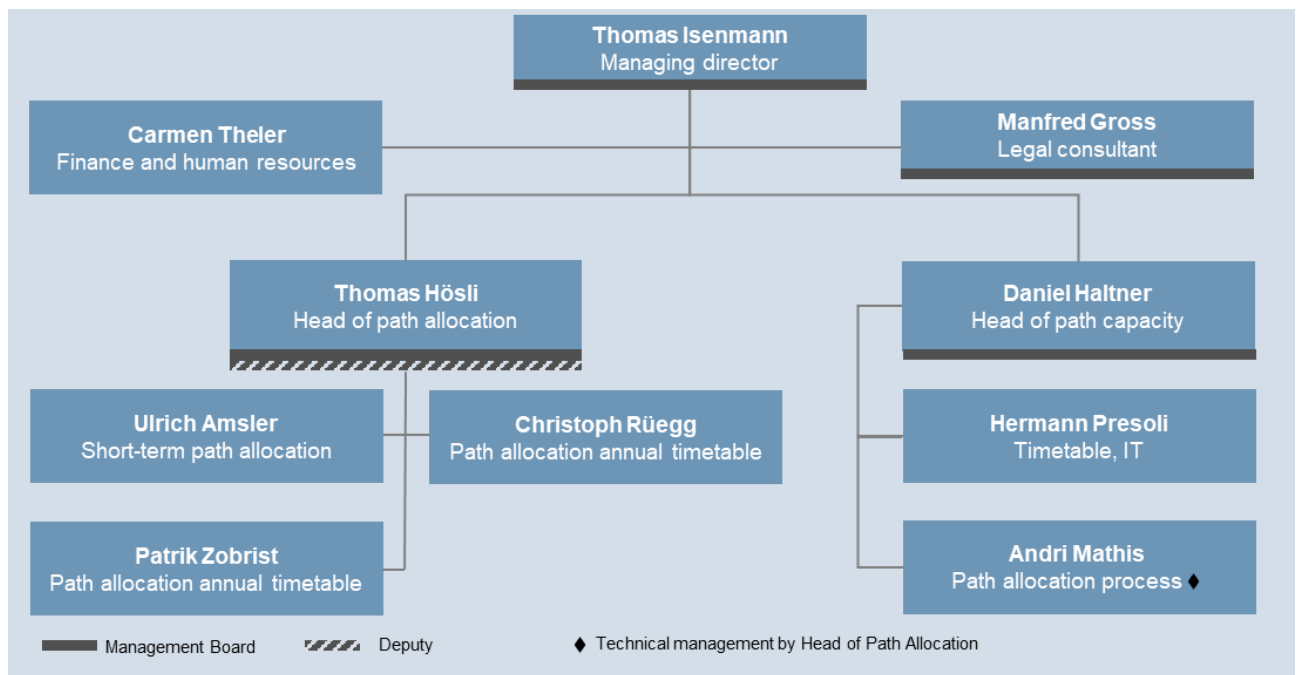 Thomas Isenmann
Managing director
Carmen Theler
Finance and human resources
Manfred Gross
Legal consultant
Thomas Hösli
Head of path allocation
Daniel Haltner
Head of path capacity
Ulrich Amsler
Short-term path allocation
Christoph Rüegg
Path allocation annual timetable
Hermann Presoli
Timetable, IT
Patrik Zobrist
Path allocation annual timetable
Andri Mathis
Path allocation process ♦
Management Board
Deputy
♦ Technical management by Head of Path Allocation